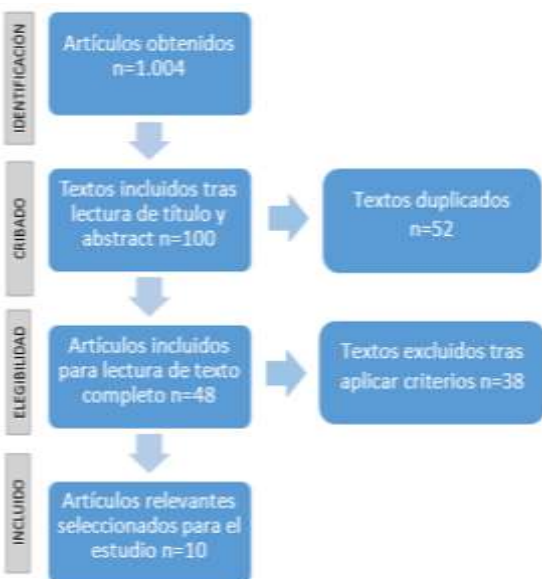 IDENTIFICACIÓN
Artículos obtenidos
n=1.004
CRIBADO
Textos incluidos tras
lectura de título y
abstract n=100
Textos duplicados
n=52
ELEGIBILIDAD
Artículos incluidos
para lectura de texto
completo n=48
Textos excluidos tras
aplicar criterios n=38
INCLUIDO
Artículos relevantes
seleccionados para el
estudio n=10